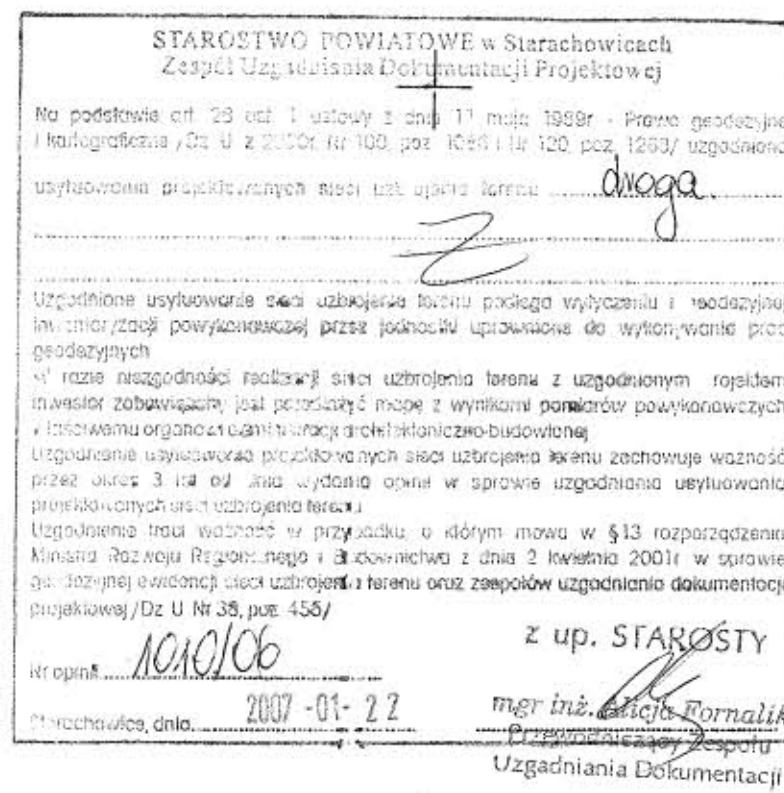 STAROSTWO POWIATOWE w Starachowicach
Zespół Uzgadniania Dokumentacji Projektowej
Na podstawie art. 28 ust. 1 ustawy z dnia 17 maja 1989r - Prawo geodezyjne
i kartograficzne /Dz. U. z 2000r. Nr 100, poz. 1086 i Nr 120, poz. 1268/ uzgodniono
usytuowanie projektowanych sieci uzbrojenia terenu droga.
Uzgodnione usytuowanie sieci uzbrojenia terenu podlega wytyczeniu i geodezyjnej
inwentaryzacji powykonawczej przez jednostki uprawnione do wykonywania prac
geodezyjnych
W razie niezgodności realizacji sieci uzbrojenia terenu z uzgodnionym projektem
inwestor zobowiązany jest przedłożyć mapę z wynikami pomiarów powykonawczych
właściwemu organowi administracji architektoniczno-budowlanej
Uzgodnienie usytuowania projektowanych sieci uzbrojenia terenu zachowuje ważność
przez okres 3 lat od dnia wydania opinii w sprawie uzgodnienia usytuowania
projektowanych sieci uzbrojenia terenu
Uzgodnienie traci ważność w przypadku, o którym mowa w §13 rozporządzenia
Ministra Rozwoju Regionalnego i Budownictwa z dnia 2 kwietnia 2001r w sprawie
geodezyjnej ewidencji sieci uzbrojenia terenu oraz zespołów uzgadniania dokumentacji
projektowej /Dz U Nr 38, poz 455/
Nr opinii 1010/06
z up. STAROSTY
Starachowice, dnia. 2007 -01- 22
mgr inż. Alicja Fornalik
Przewodniczący Zespołu
Uzgadniania Dokumentacji